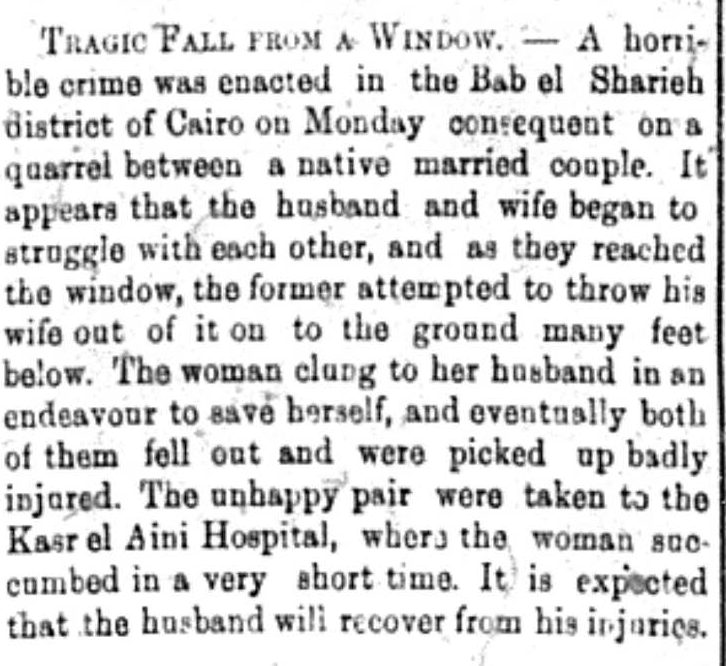 TRAGIC FALL FROM A WINDOW. — A horri-
ble crime was enacted in the Bab el Sharieh
district of Cairo on Monday consequent on a
quarrel between a native married couple. It
appears that the husband and wife began to
struggle with each other, and as they reached
the window, the former attempted to throw his
wife out of it on to the ground many feet
below. The woman clung to her husband in an
endeavour to save herself, and eventually both
of them fell out and were picked up badly
injured. The unhappy pair were taken to the
Kasr el Aini Hospital, where the woman suc-
cumbed in a very short time. It is expected
that the husband will recover from his injuries.